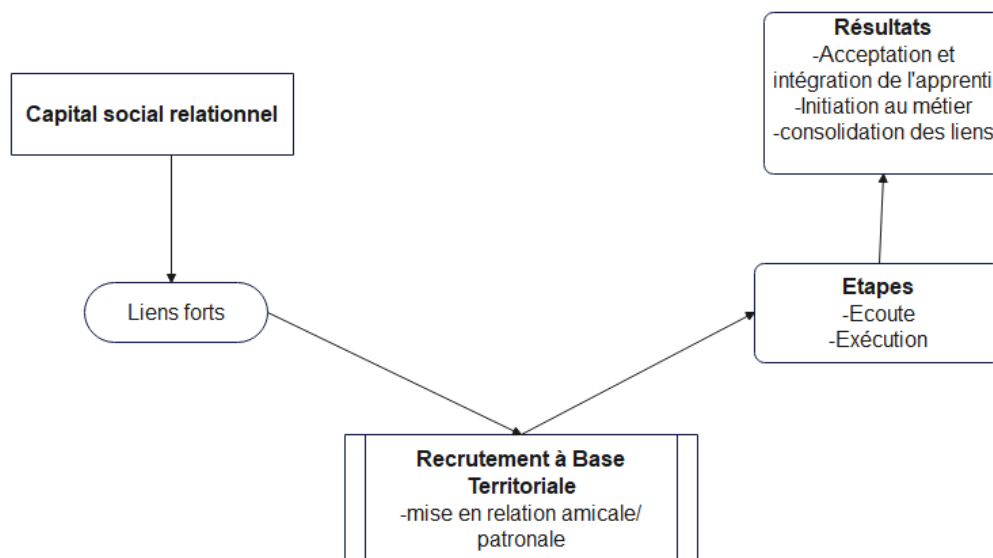 Capital social relationnel
Liens forts
Recrutement à Base
Territoriale
-mise en relation amicale/
patronale
Etapes
-Ecoute
-Exécution
Résultats
-Acceptation et
intégration de l'apprenti
-Initiation au métier
-consolidation des liens